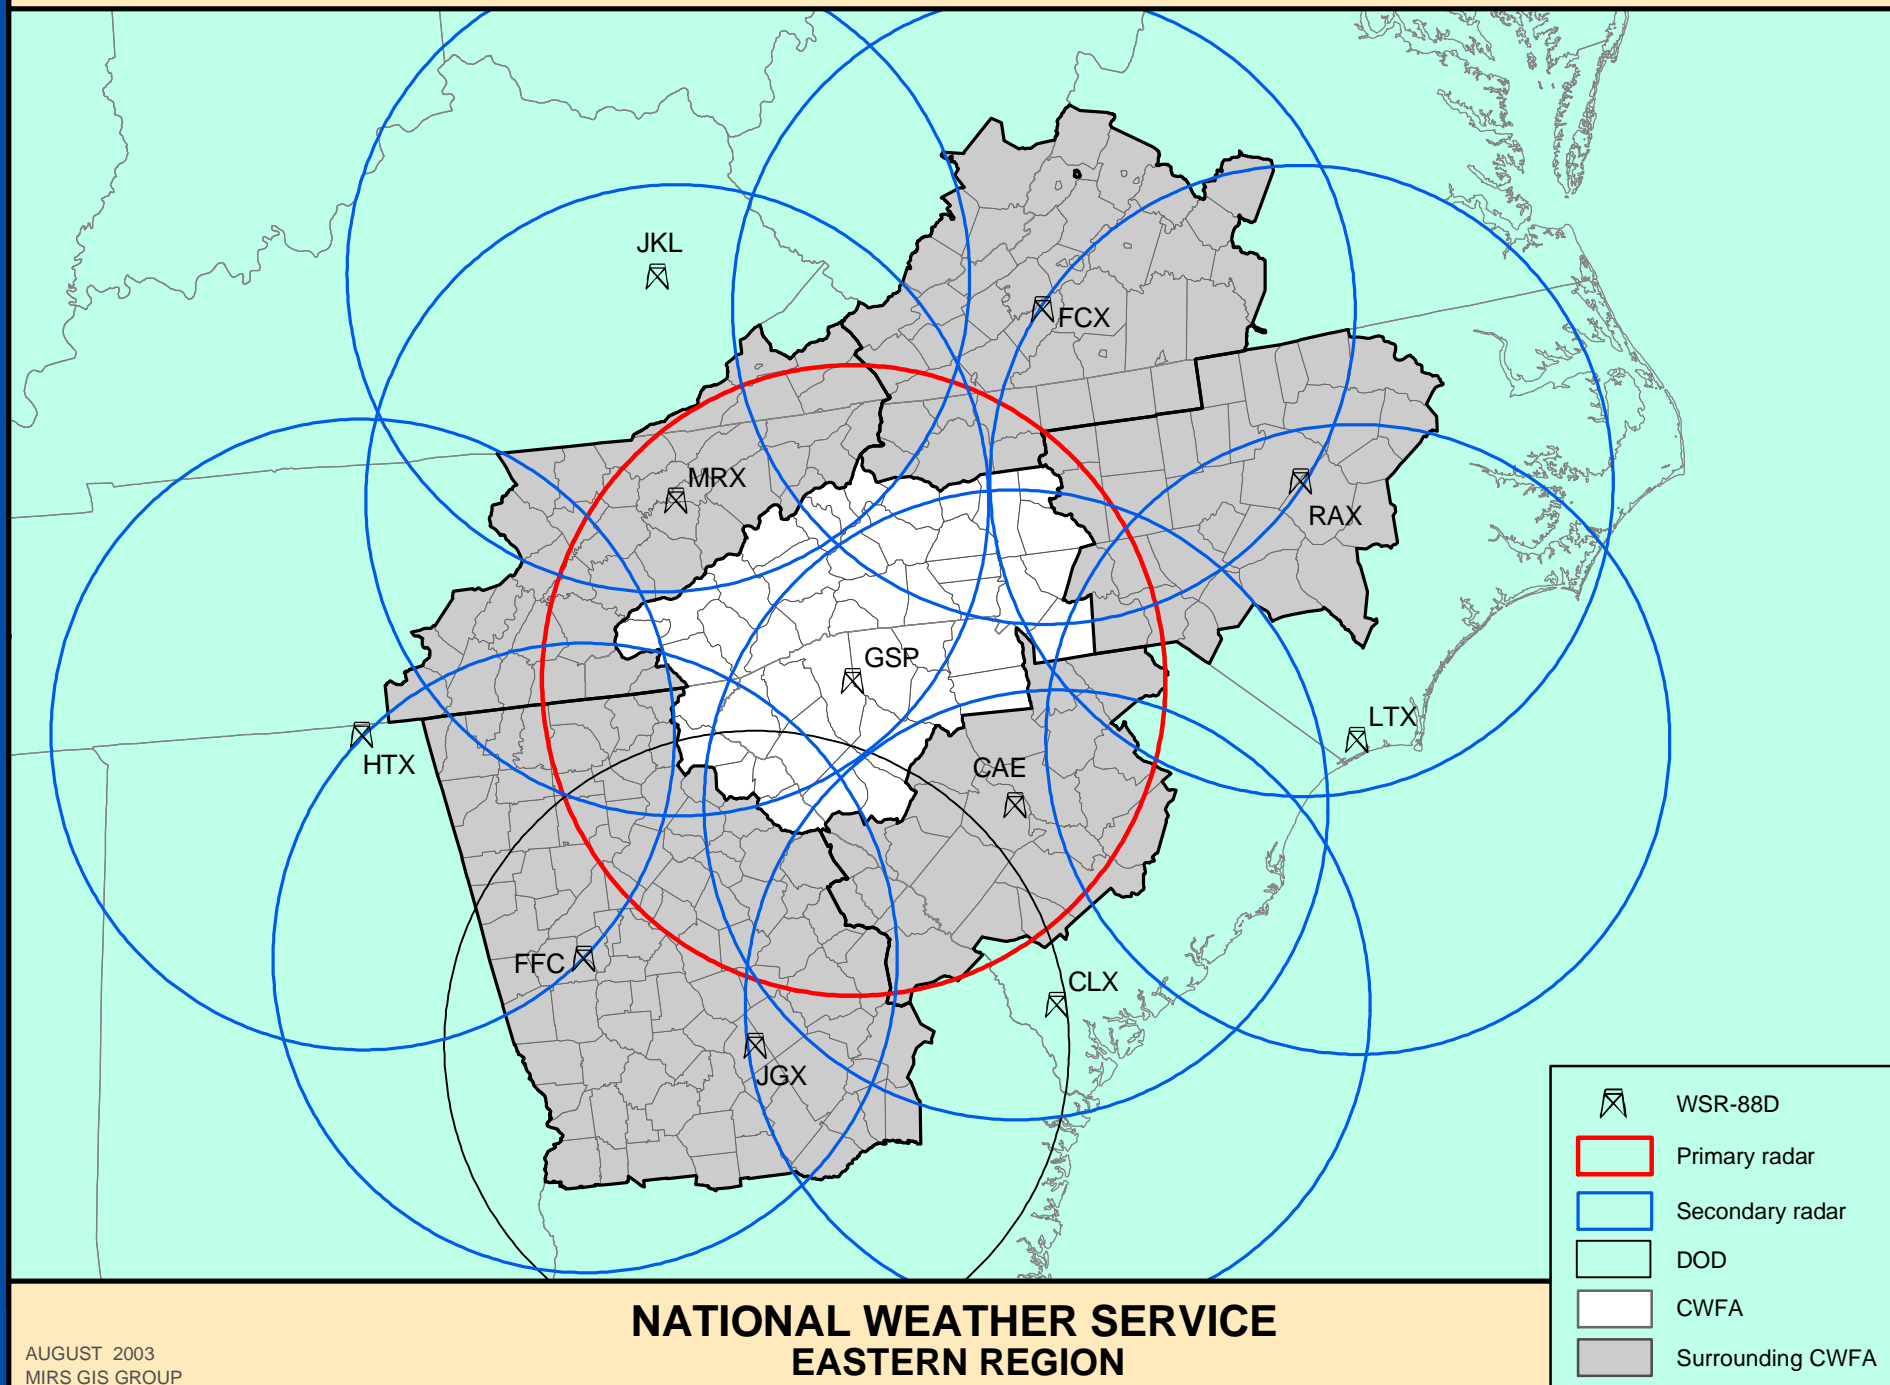 JKL
FCX
MRX
RAX
GSP
LTX
HTX
CAE
FFC
CLX
JGX
WSR-88D
Primary radar
Secondary radar
DOD
CWFA
Surrounding CWFA
NATIONAL WEATHER SERVICE
EASTERN REGION
AUGUST 2003
MIRS GIS GROUP